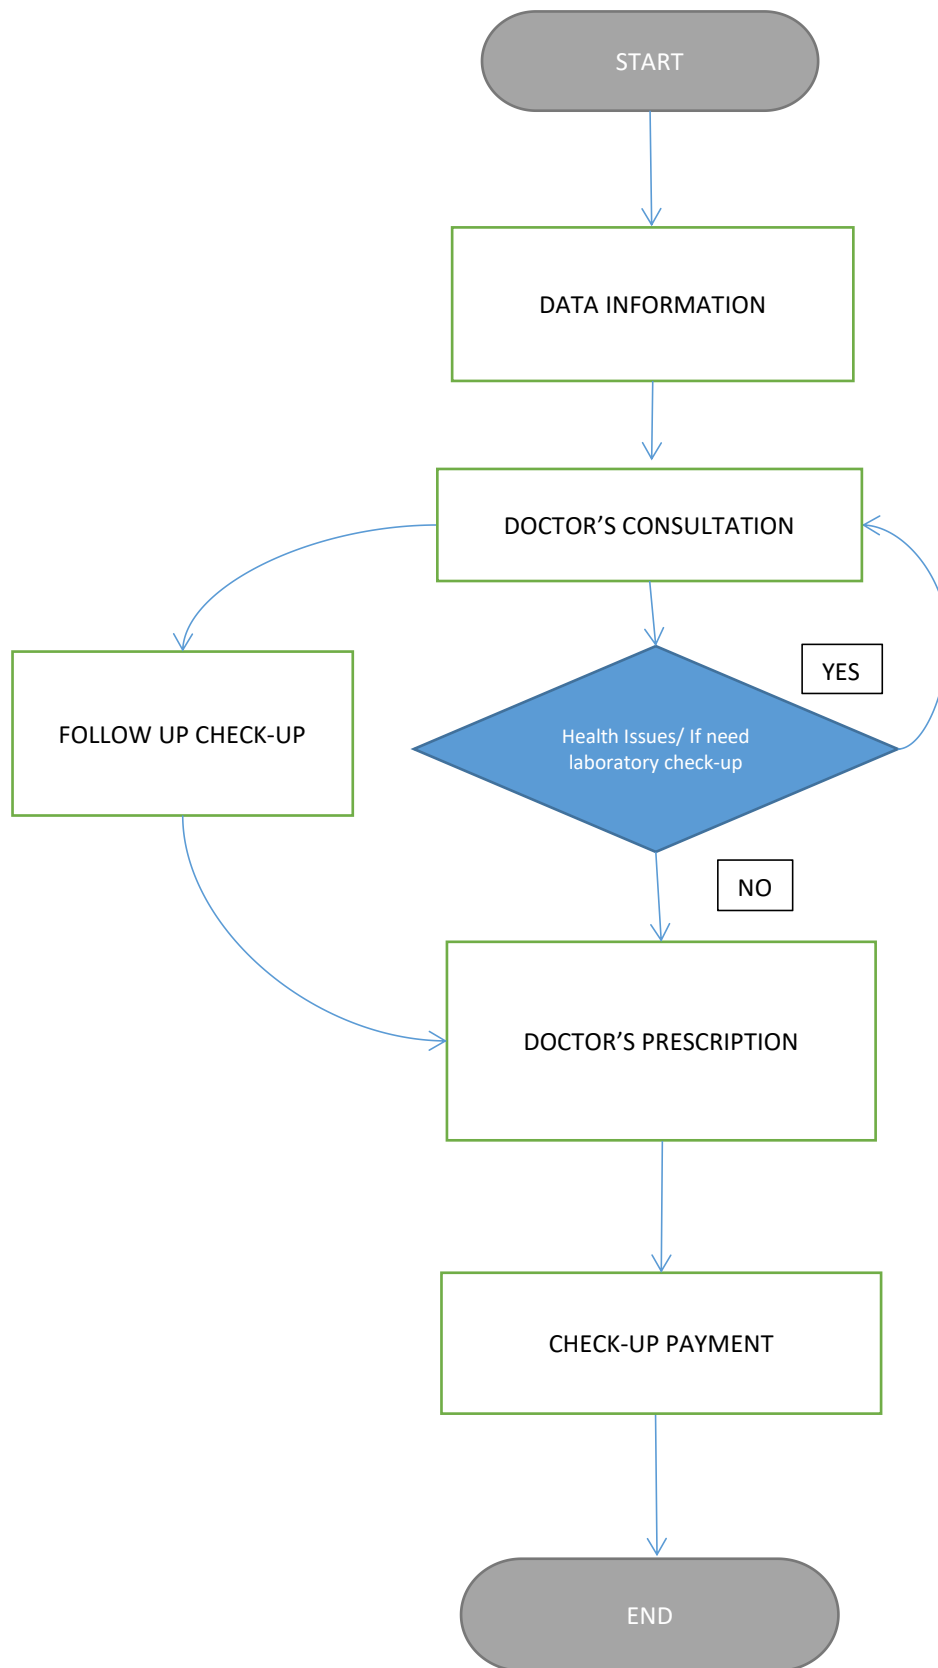 START
DATA INFORMATION
DOCTOR’S CONSULTATION
YES
FOLLOW UP CHECK-UP
Health Issues/ If need
laboratory check-up
NO
DOCTOR’S PRESCRIPTION
CHECK-UP PAYMENT
END